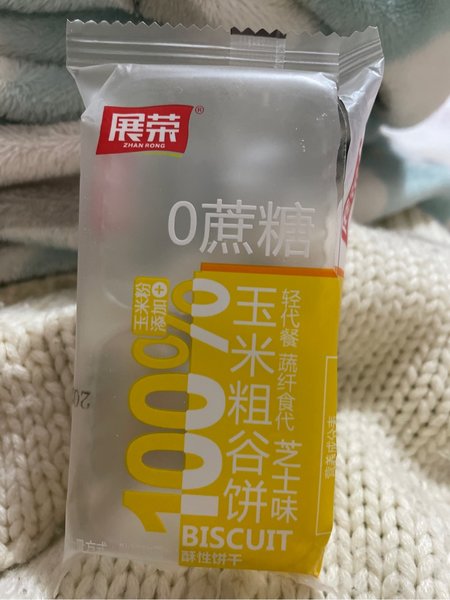 展荣®
ZHAN RONG
0蔗糖
玉米粉
添加+
100%
玉米粗谷饼
轻代餐 蔬纤食代
芝士味
BISCUIT
酥性饼干